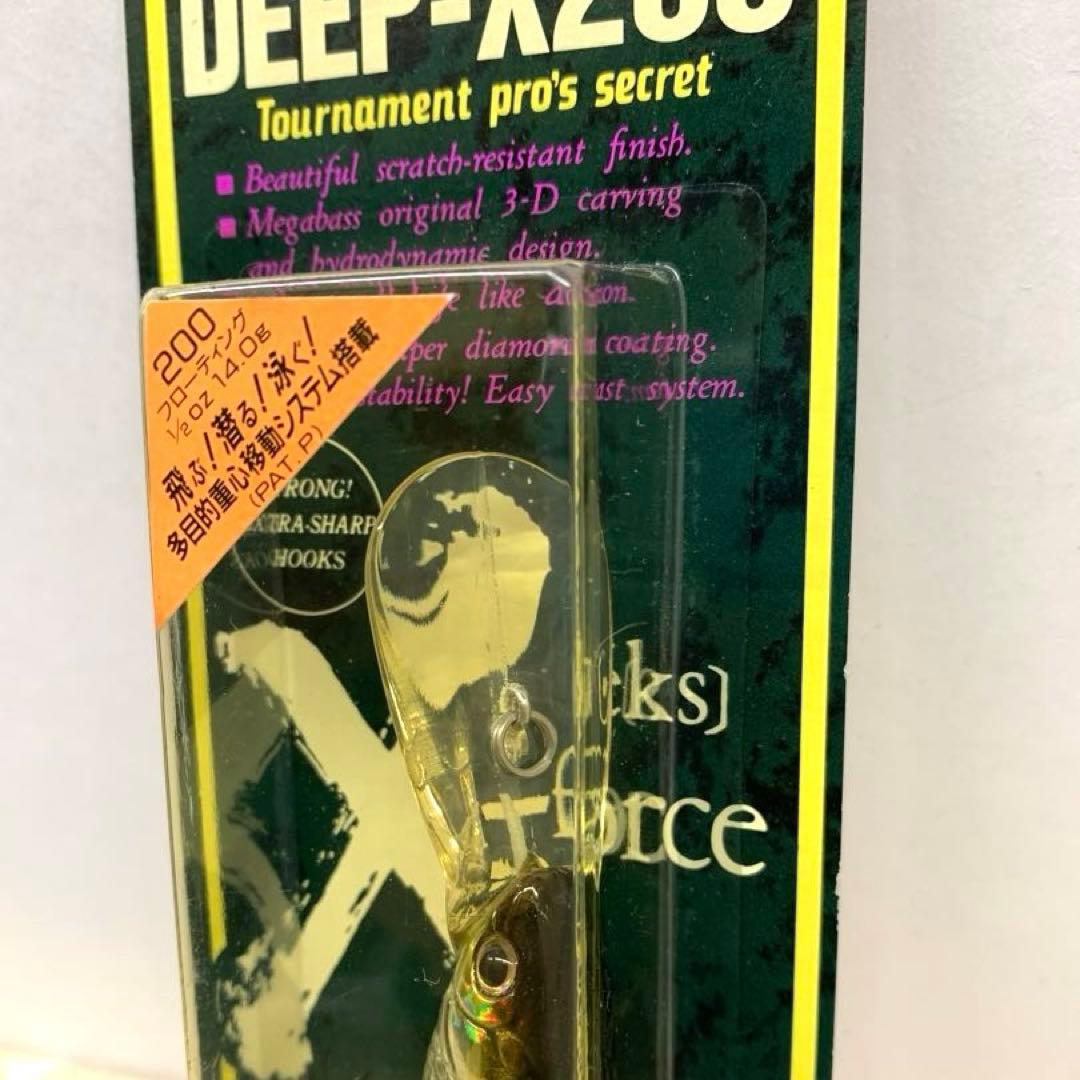 DEEP-X200
Tournament pro's secret
■ Beautiful scratch-resistant finish.
■ Megabass original 3-D carving
and hydrodynamic design.
like action.
diamond coating.
Easy cast system.
200
フローティング
1/2 OZ 14.0g
飛ぶ!潜る!泳ぐ!
多目的重心移動システム搭載
(PAT.P)
EXTRA-SHARP
HOOKS
X
force